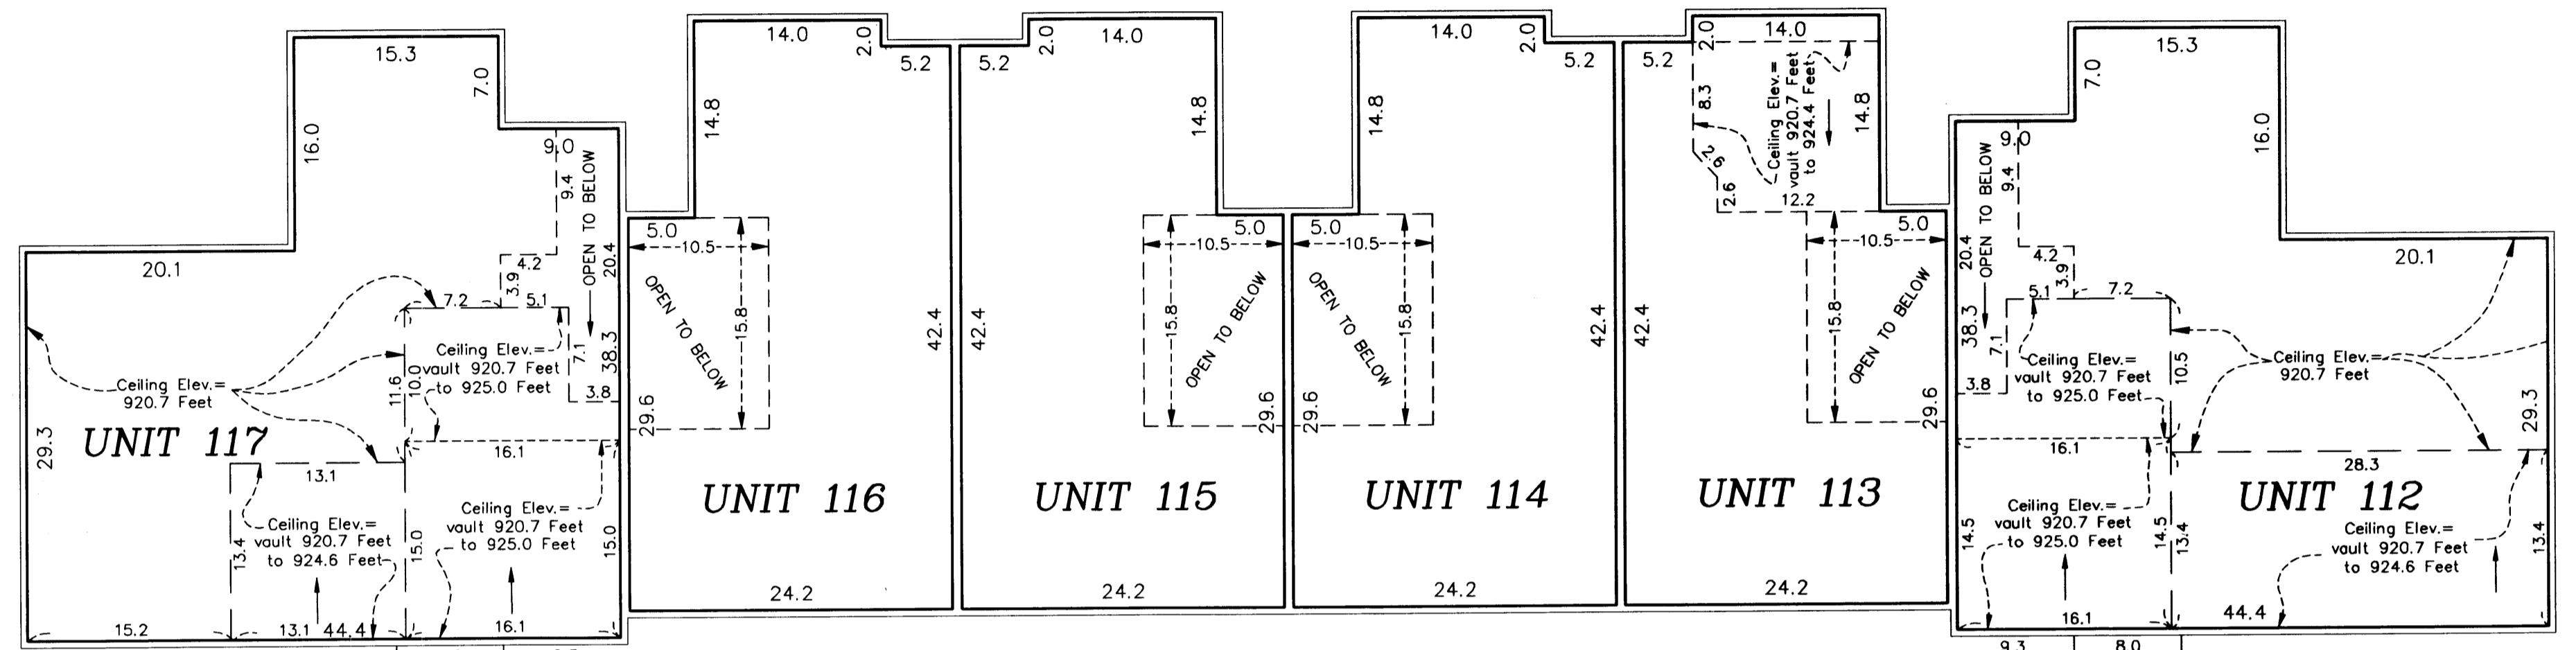 15.3
7.0
16.0
9.0
9.4
OPEN TO BELOW
20.4
20.1
4.2
3.9
7.2
5.1
7.1
38.3
3.8
Ceiling Elev.=
920.7 Feet
11.6
10.0
Ceiling Elev.=
vault 920.7 Feet
to 925.0 Feet
29.3
UNIT 117
16.1
13.1
Ceiling Elev.=
vault 920.7 Feet
to 924.6 Feet
13.4
15.0
Ceiling Elev.=
vault 920.7 Feet
to 925.0 Feet
15.0
15.2
13.1
44.4
16.1
14.0
2.0
5.2
14.8
5.0
10.5
OPEN TO BELOW
15.8
42.4
29.6
UNIT 116
24.2
5.2
2.0
14.0
14.8
5.0
10.5
15.8
OPEN TO BELOW
42.4
29.6
UNIT 115
24.2
14.0
2.0
5.2
14.8
5.0
10.5
OPEN TO BELOW
15.8
42.4
29.6
UNIT 114
24.2
5.2
2.0
14.0
8.3
Ceiling Elev.=
vault 920.7 Feet
to 924.4 Feet
14.8
2.6
2.6
12.2
5.0
10.5
15.8
OPEN TO BELOW
42.4
29.6
UNIT 113
24.2
15.3
7.0
16.0
9.0
9.4
OPEN TO BELOW
20.4
20.1
4.2
3.9
5.1
7.2
38.3
7.1
3.8
Ceiling Elev.=
vault 920.7 Feet
to 925.0 Feet
10.5
Ceiling Elev.=
920.7 Feet
29.3
16.1
28.3
UNIT 112
Ceiling Elev.=
vault 920.7 Feet
to 925.0 Feet
14.5
14.5
13.4
Ceiling Elev.=
vault 920.7 Feet
to 924.6 Feet
13.4
16.1
44.4
9.3
8.0